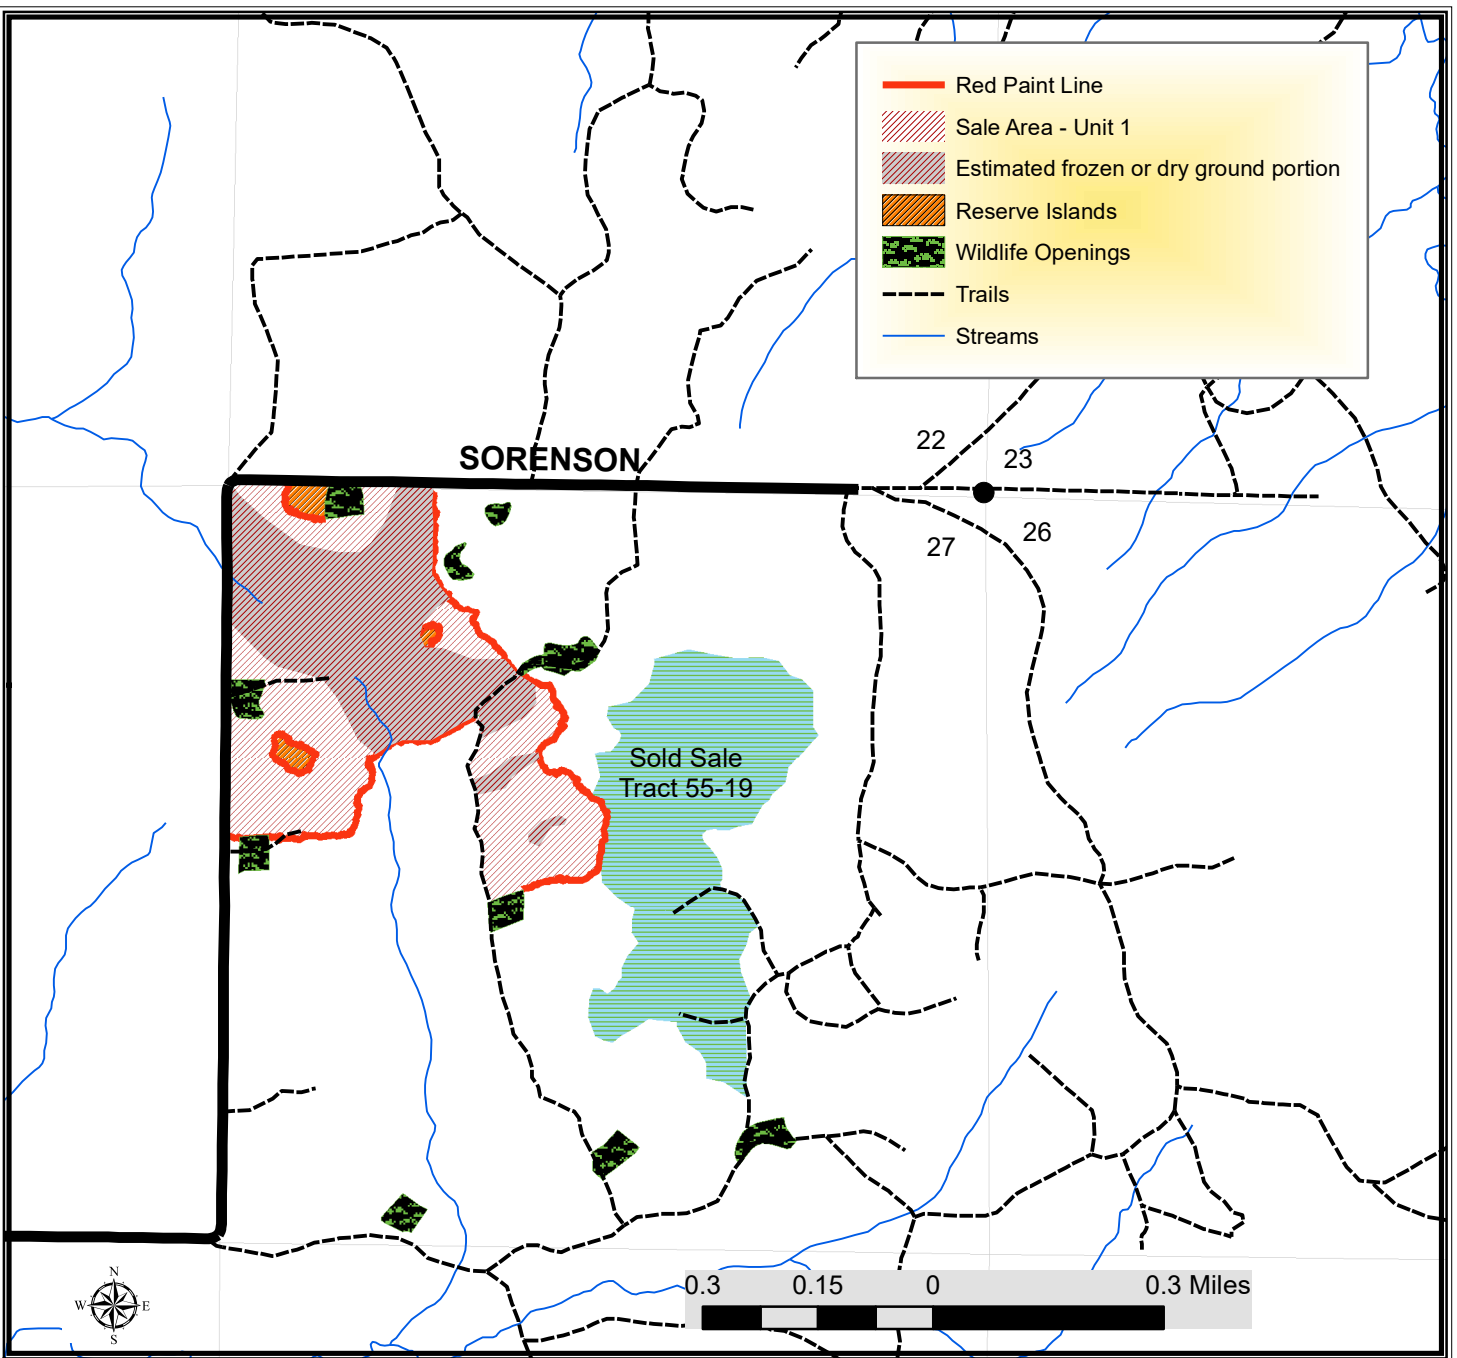 Red Paint Line
Sale Area - Unit 1
Estimated frozen or dry ground portion
Reserve Islands
Wildlife Openings
Trails
Streams
SORENSON
22
23
27
26
Sold Sale
Tract 55-19
N
W
E
S
0.3 0.15 0 0.3 Miles